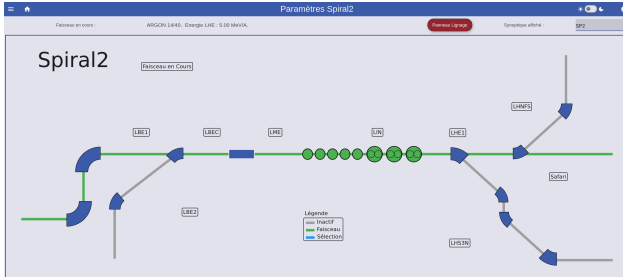 Paramètres Spiral2
Faisceau en cours :
ARGON 14/40. Energie LHE : 5.00 MeV/A.
Panneau Lignage
Synoptique affiché :
SP2
Spiral2
Faisceau en Cours
LHNFS
LBE1
LBEC
LME
LIN
LHE1
Safari
LBE2
Légende
Inactif
Faisceau
Sélection
LHS3N